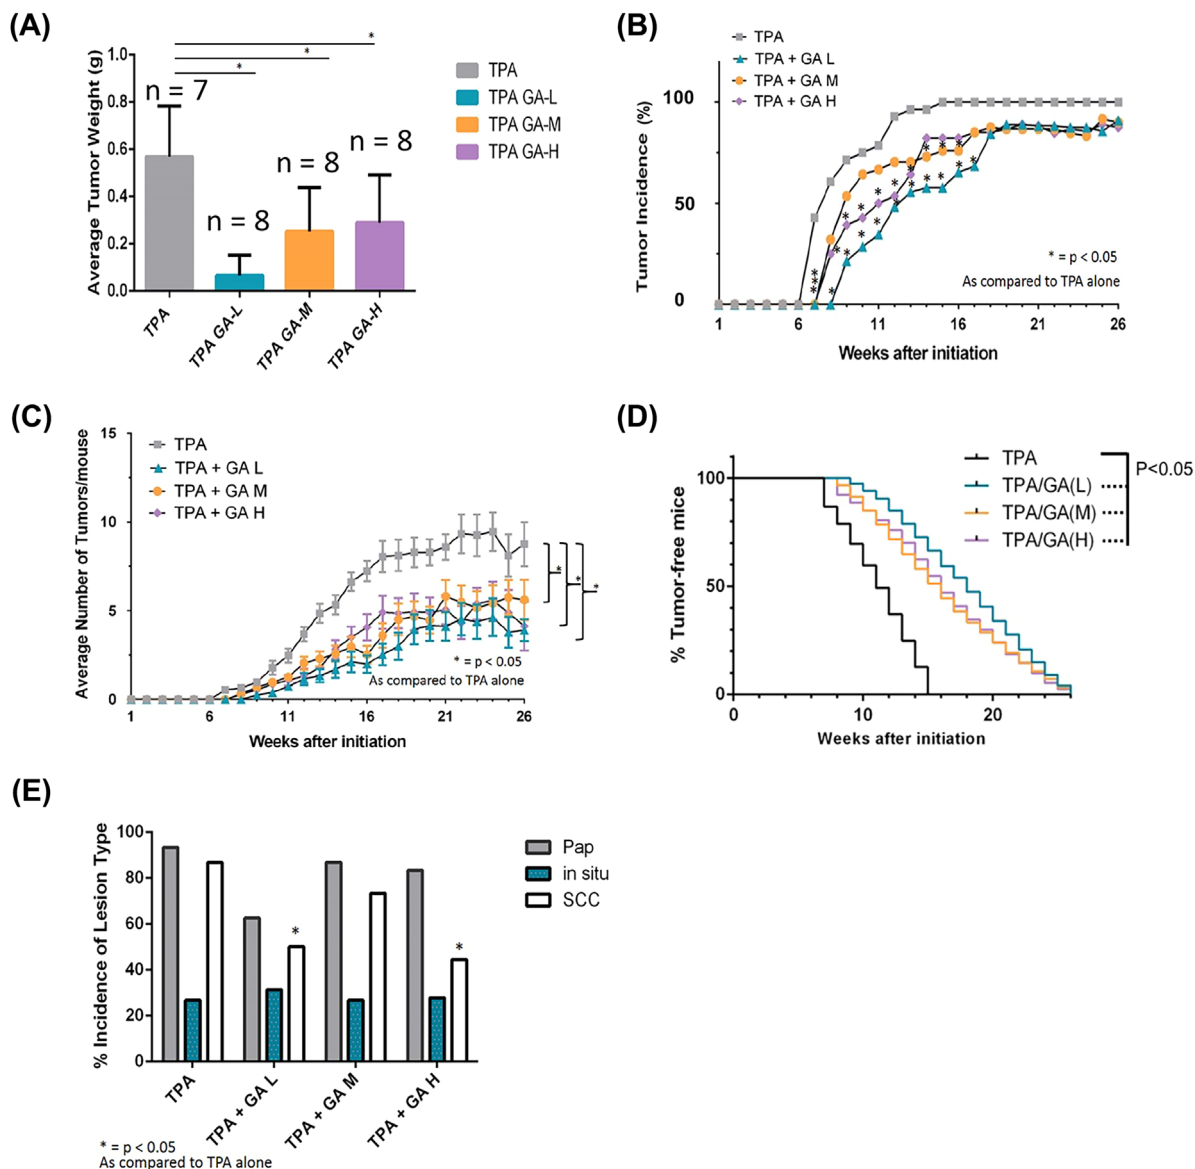 (A)
Average Tumor Weight (g)
1.0
0.8
0.6
0.4
0.2
0.0
*
*
*
n = 7
n = 8
n = 8
n = 8
TPA
TPA GA-L
TPA GA-M
TPA GA-H
TPA
TPA GA-L
TPA GA-M
TPA GA-H
(B)
TPA
TPA + GA L
TPA + GA M
TPA + GA H
Tumor Incidence (%)
100
50
0
* = p < 0.05
As compared to TPA alone
1 6 11 16 21 26
Weeks after initiation
(C)
Average Number of Tumors/mouse
15
10
5
0
TPA
TPA + GA L
TPA + GA M
TPA + GA H
*
*
*
* = p < 0.05
As compared to TPA alone
1 6 11 16 21 26
Weeks after initiation
(D)
% Tumor-free mice
100
50
0
TPA
TPA/GA(L)
TPA/GA(M)
TPA/GA(H)
P<0.05
0 10 20
Weeks after initiation
(E)
% Incidence of Lesion Type
100
80
60
40
20
0
*
*
Pap
in situ
SCC
TPA
TPA + GA L
TPA + GA M
TPA + GA H
* = p < 0.05
As compared to TPA alone